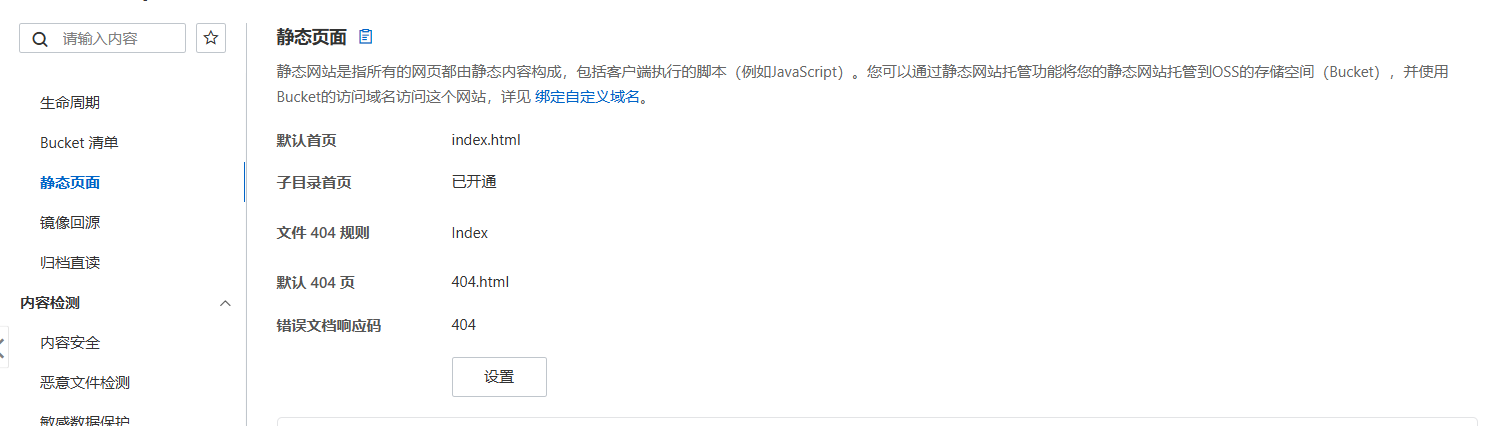 请输入内容
生命周期
Bucket 清单
静态页面
镜像回源
归档直读
内容检测
内容安全
恶意文件检测
敏感数据保护
静态页面
静态网站是指所有的网页都由静态内容构成，包括客户端执行的脚本（例如JavaScript）。您可以通过静态网站托管功能将您的静态网站托管到OSS的存储空间（Bucket），并使用
Bucket的访问域名访问这个网站，详见 绑定自定义域名。
默认首页 index.html
子目录首页 已开通
文件 404 规则 Index
默认 404 页 404.html
错误文档响应码 404
设置